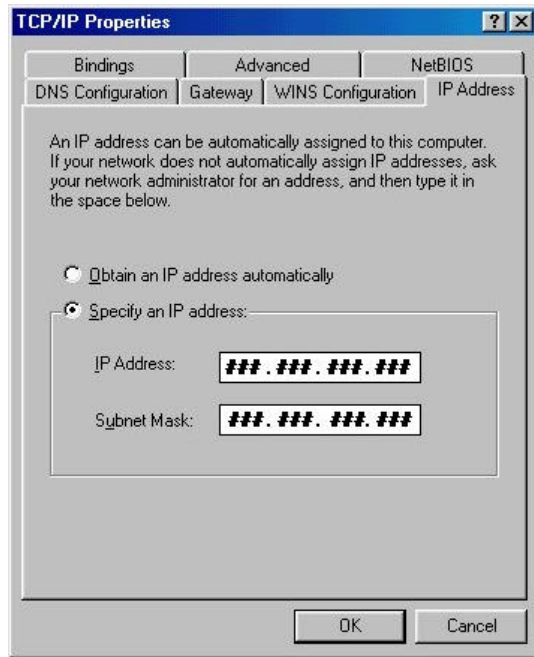 TCP/IP Properties
? ×
Bindings
Advanced
NetBIOS
DNS Configuration
Gateway
WINS Configuration
IP Address
An IP address can be automatically assigned to this computer.
If your network does not automatically assign IP addresses, ask
your network administrator for an address, and then type it in
the space below.
Obtain an IP address automatically
Specify an IP address:
IP Address:
###.###.###.###
Subnet Mask:
###.###.###.###
OK
Cancel